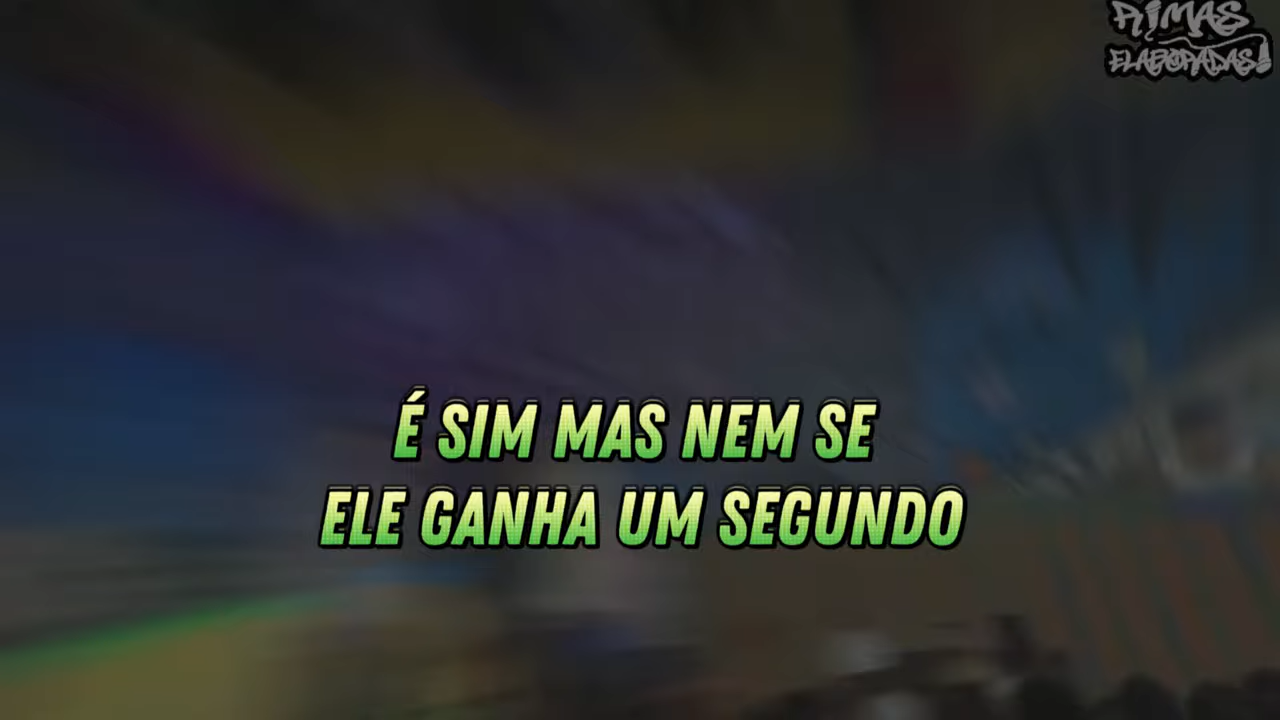 RIMAS
ELABORADAS!
É SIM MAS NEM SE
ELE GANHA UM SEGUNDO